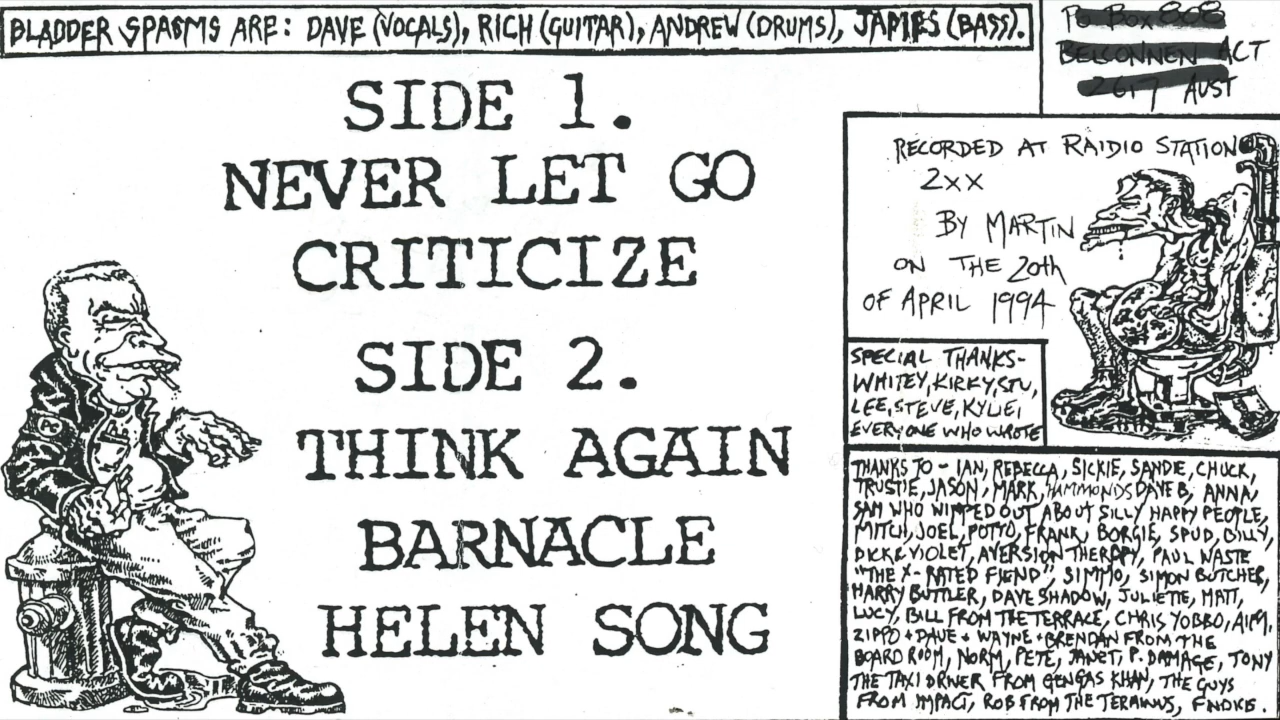 BLADDER SPASMS ARE: DAVE (VOCALS), RICH (GUITAR), ANDREW (DRUMS), JAMES (BASS).
PO BOX 808
BELCONNEN ACT
2617 AUST
SIDE 1.
NEVER LET GO
CRITICIZE
SIDE 2.
THINK AGAIN
BARNACLE
HELEN SONG
RECORDED AT RAIDIO STATION
2XX
BY MARTIN
ON THE 20th
OF APRIL 1994
SPECIAL THANKS-
WHITEY, KIRKY, STU,
LEE, STEVE, KYLIE,
EVERYONE WHO WROTE
THANKS TO - IAN, REBECCA, SICKIE, SANDIE, CHUCK,
TRUSTIE, JASON, MARK, HAMMONDS DAVE B, ANNA,
SAM WHO WIMPED OUT ABOUT SILLY HAPPY PEOPLE,
MITCH, JOEL, POTTO, FRANK, BORGIE, SPUD, BILLY,
DICK & VIOLET, AVERSION THERAPY, PAUL WASTE
"THE X-RATED FIEND", SIMMO, SIMON BUTCHER,
HARRY BUTTLER, DAVE SHADOW, JULIETTE, MATT,
LUCY, BILL FROM THE TERRACE, CHRIS YOBBO, AIM,
ZIPPO + DAVE + WAYNE + BRENDAN FROM THE
BOARD ROOM, NORM, PETE, JANET, P. DAMAGE, TONY
THE TAXI DRIVER FROM GENGAS KHAN, THE GUYS
FROM IMPACT, ROB FROM THE TERMINUS,